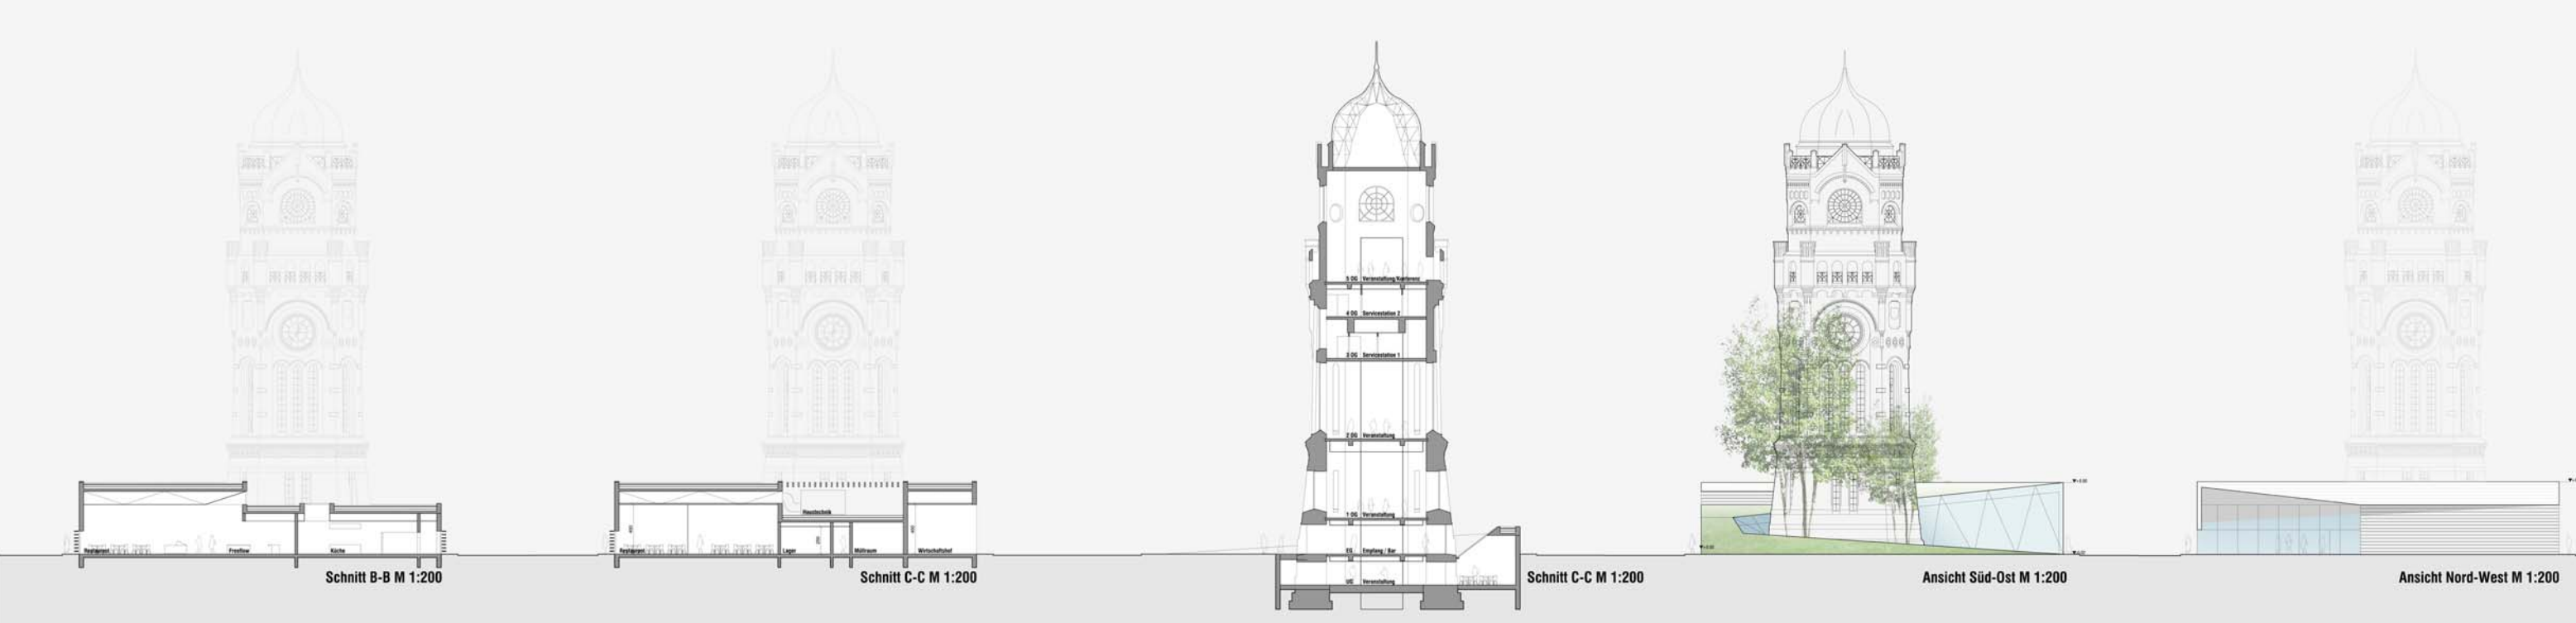 5 OG Veranstaltung/Konferenz
4 OG Servicestation 2
3 OG Servicestation 1
2 OG Veranstaltung
1 OG Veranstaltung
EG Empfang / Bar
UG Veranstaltung
Haustechnik
Restaurant
Freeflow
Küche
Restaurant
Lager
Müllraum
Wirtschaftshof
Schnitt B-B M 1:200
Schnitt C-C M 1:200
Schnitt C-C M 1:200
Ansicht Süd-Ost M 1:200
Ansicht Nord-West M 1:200